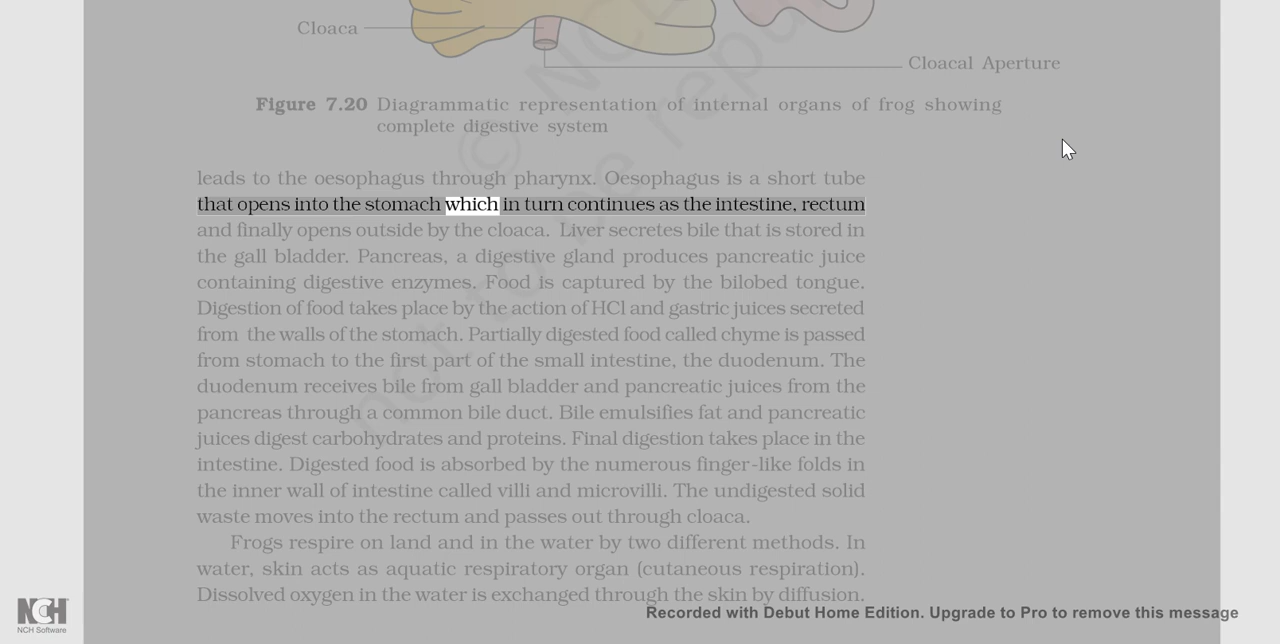 Cloaca
Cloacal Aperture
Figure 7.20 Diagrammatic representation of internal organs of frog showing
complete digestive system
leads to the oesophagus through pharynx. Oesophagus is a short tube
that opens into the stomach which in turn continues as the intestine, rectum
and finally opens outside by the cloaca. Liver secretes bile that is stored in
the gall bladder. Pancreas, a digestive gland produces pancreatic juice
containing digestive enzymes. Food is captured by the bilobed tongue.
Digestion of food takes place by the action of HCl and gastric juices secreted
from the walls of the stomach. Partially digested food called chyme is passed
from stomach to the first part of the small intestine, the duodenum. The
duodenum receives bile from gall bladder and pancreatic juices from the
pancreas through a common bile duct. Bile emulsifies fat and pancreatic
juices digest carbohydrates and proteins. Final digestion takes place in the
intestine. Digested food is absorbed by the numerous finger-like folds in
the inner wall of intestine called villi and microvilli. The undigested solid
waste moves into the rectum and passes out through cloaca.
Frogs respire on land and in the water by two different methods. In
water, skin acts as aquatic respiratory organ (cutaneous respiration).
Dissolved oxygen in the water is exchanged through the skin by diffusion.
NCH
NCH Software
Recorded with Debut Home Edition. Upgrade to Pro to remove this message
© NC
not to be rep